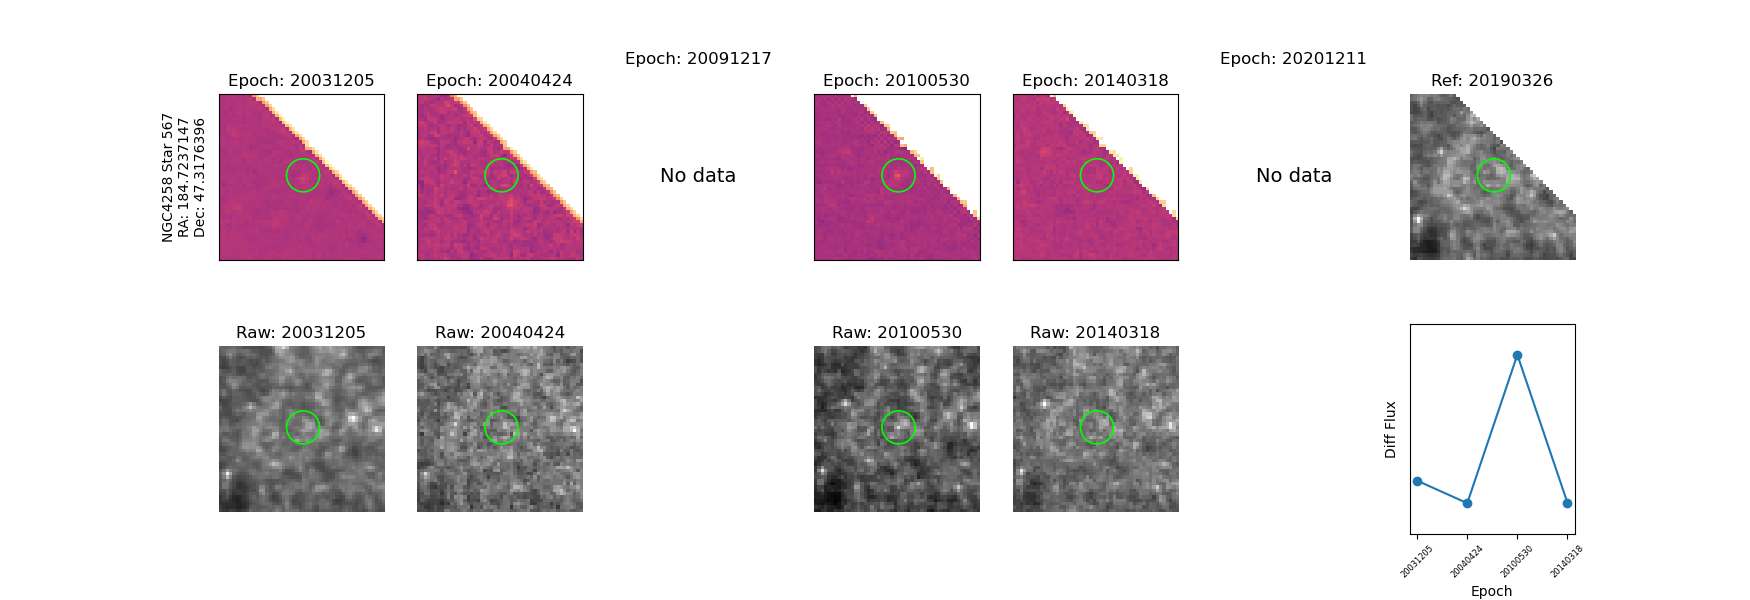 Epoch: 20091217
Epoch: 20201211
Epoch: 20031205
Epoch: 20040424
Epoch: 20100530
Epoch: 20140318
Ref: 20190326
NGC4258 Star 567
RA: 184.7237147
Dec: 47.3176396
No data
No data
Raw: 20031205
Raw: 20040424
Raw: 20100530
Raw: 20140318
Diff Flux
20031205
20040424
20100530
20140318
Epoch